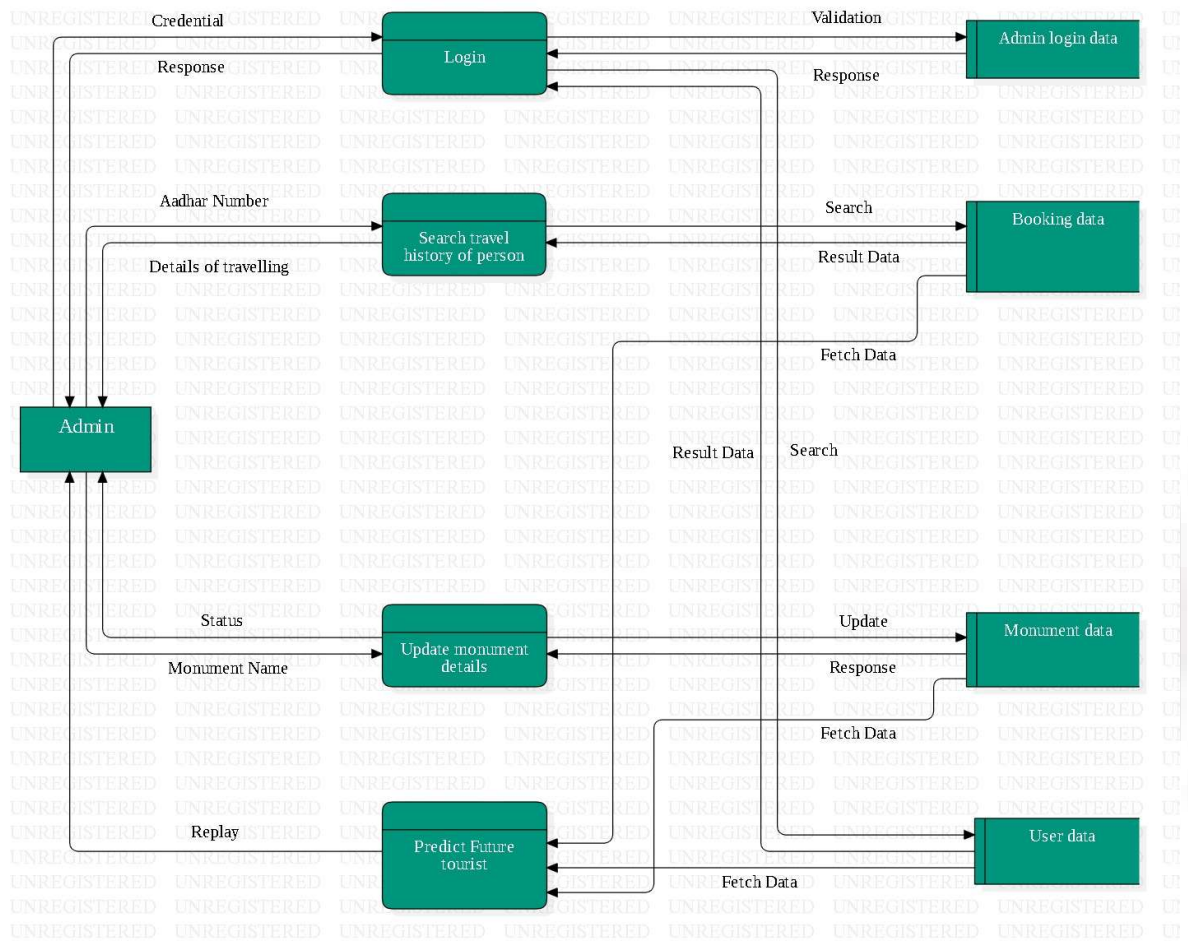 Credential
Validation
Login
Admin login data
Response
Response
Aadhar Number
Search
Booking data
Search travel
history of person
Details of travelling
Result Data
Fetch Data
Admin
Result Data
Search
Status
Update
Monument data
Update monument
details
Monument Name
Response
Fetch Data
Replay
Predict Future
tourist
User data
Fetch Data
UNREGISTERED